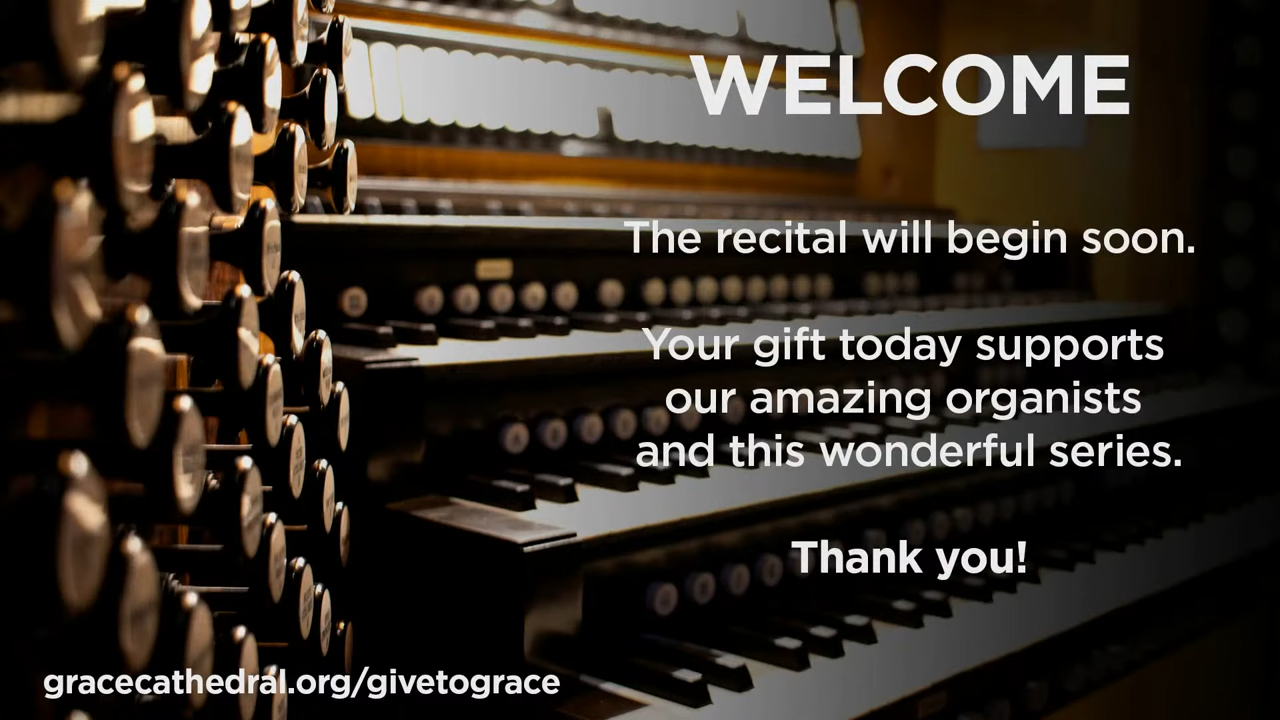 WELCOME
The recital will begin soon.
Your gift today supports
our amazing organists
and this wonderful series.
Thank you!
gracecathedral.org/givetograce